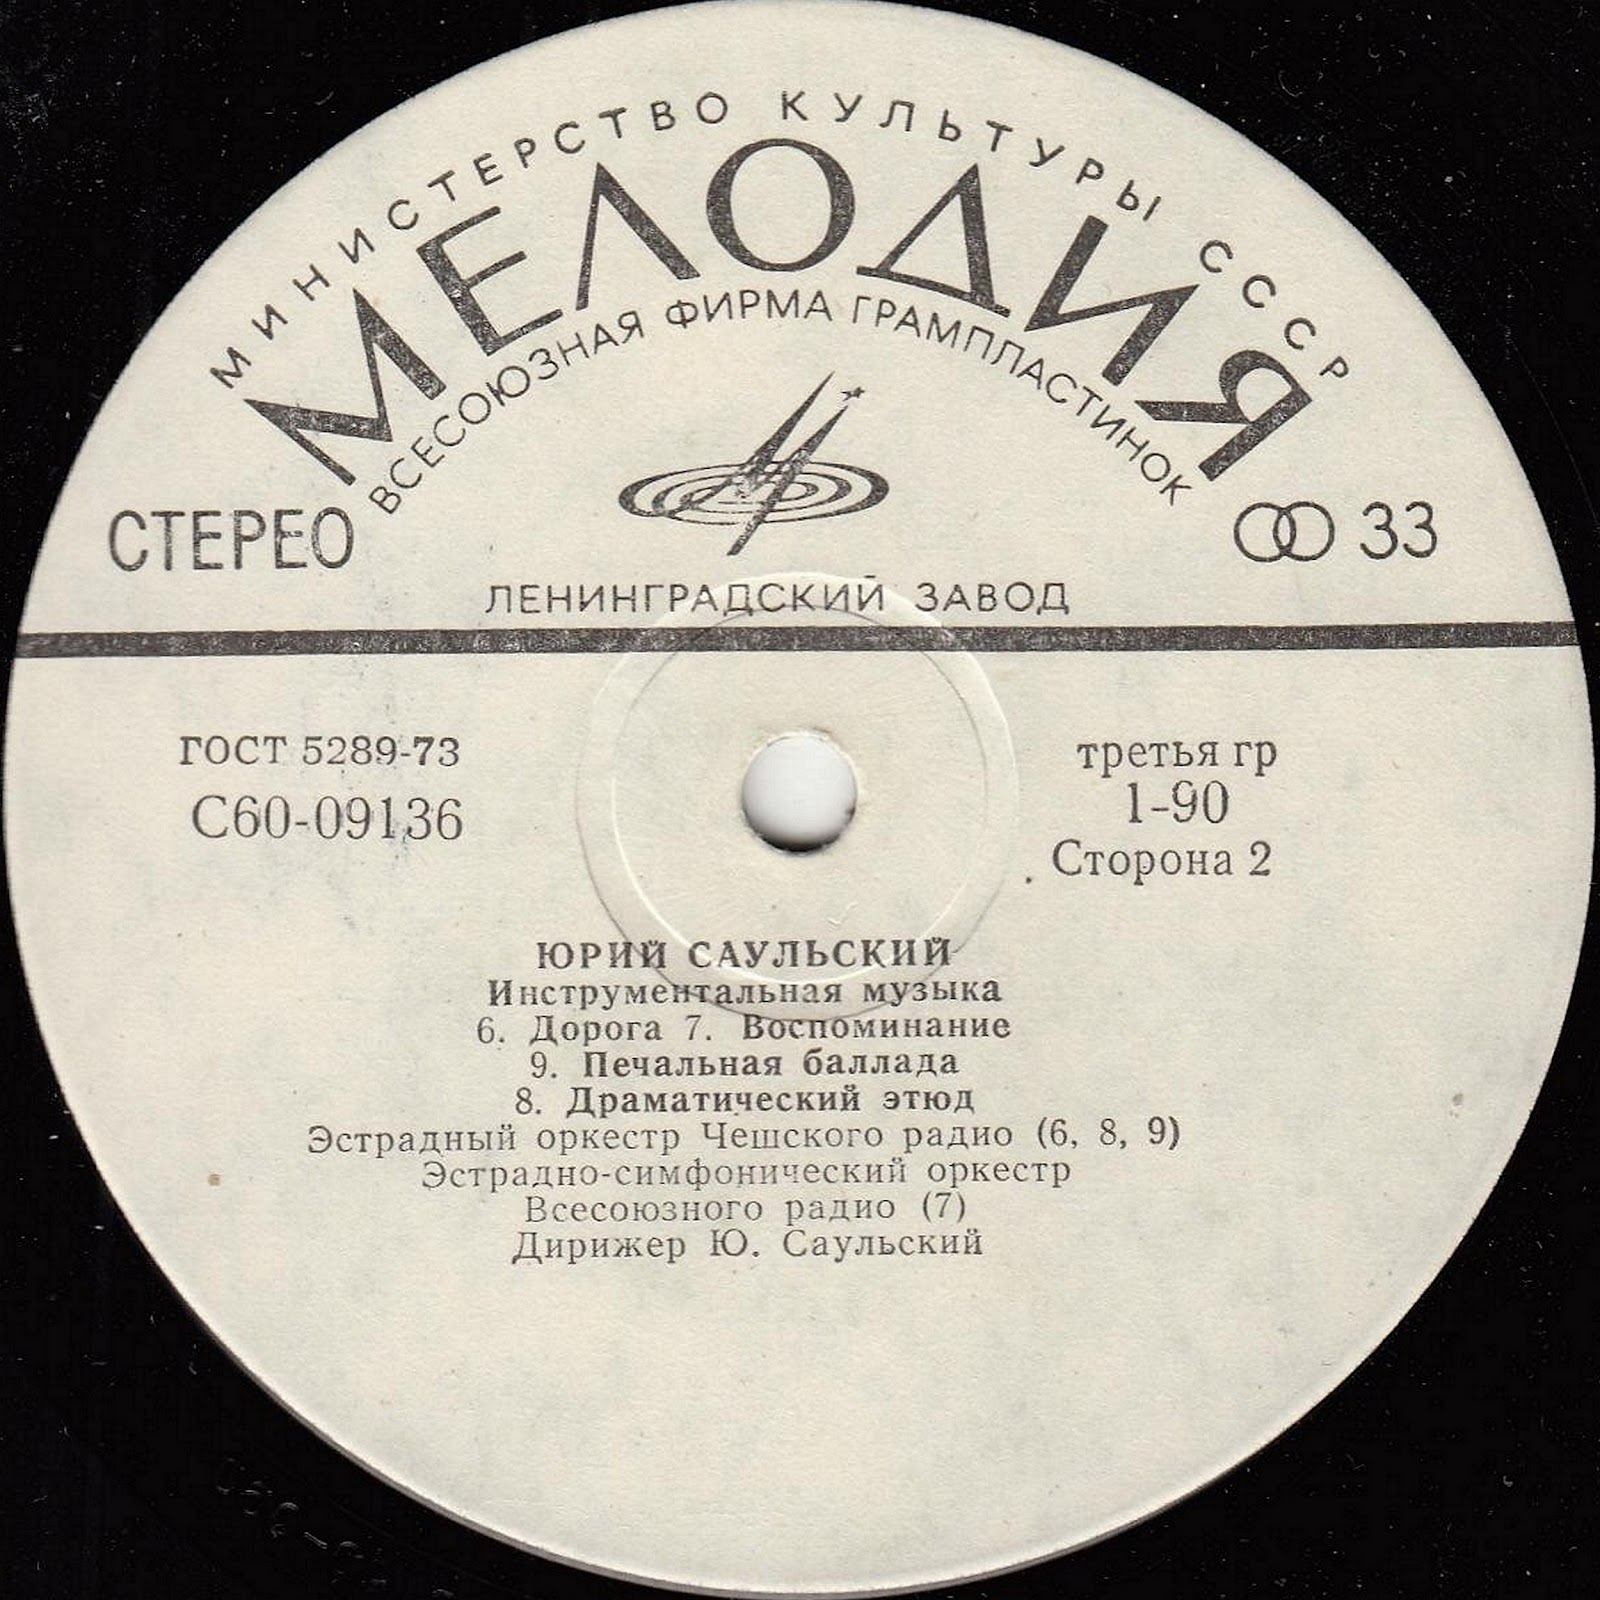 МИНИСТЕРСТВО КУЛЬТУРЫ СССР
МЕЛОДИЯ
ВСЕСОЮЗНАЯ ФИРМА ГРАМПЛАСТИНОК
СТЕРЕО
33
ЛЕНИНГРАДСКИЙ ЗАВОД
ГОСТ 5289-73
С60-09136
третья гр
1-90
Сторона 2
ЮРИЙ САУЛЬСКИЙ
Инструментальная музыка
6. Дорога 7. Воспоминание
9. Печальная баллада
8. Драматический этюд
Эстрадный оркестр Чешского радио (6, 8, 9)
Эстрадно-симфонический оркестр
Всесоюзного радио (7)
Дирижер Ю. Саульский